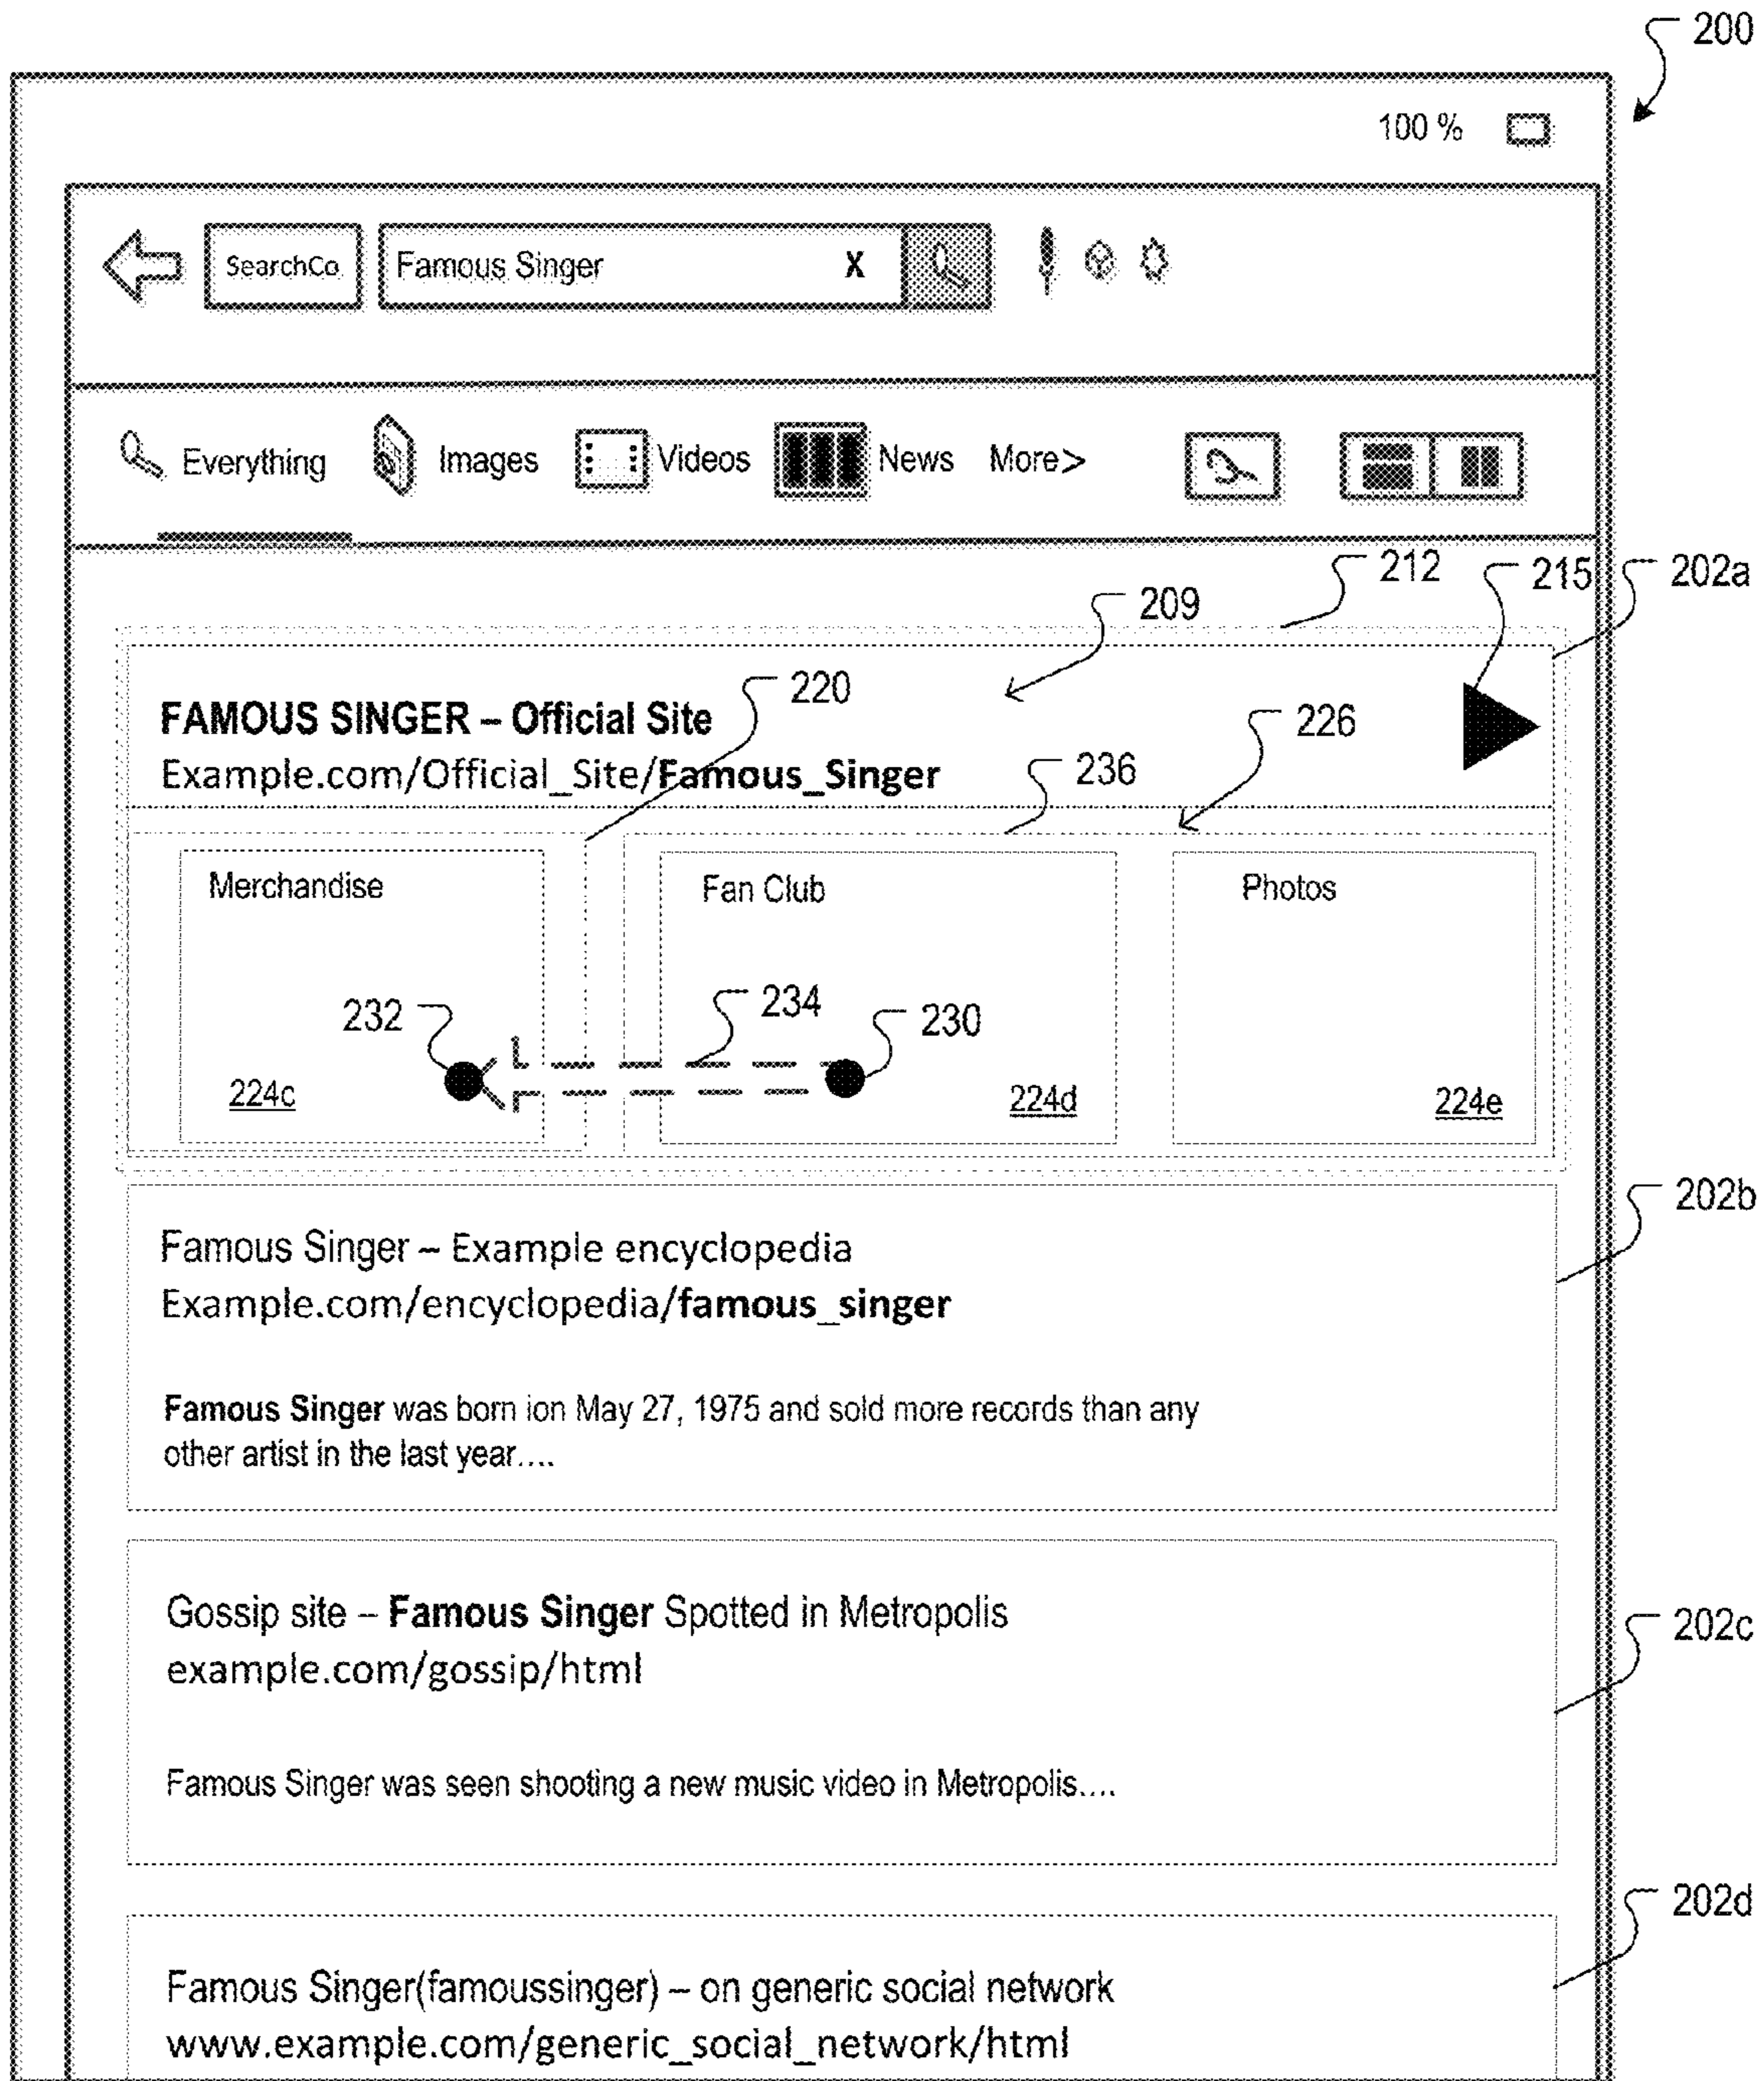 200
100 %
SearchCo
Famous Singer X
Everything Images Videos News More>
212 215 202a
209
220
FAMOUS SINGER – Official Site
226
Example.com/Official_Site/Famous_Singer
236
Merchandise Fan Club Photos
232 234 230
224c 224d 224e
202b
Famous Singer – Example encyclopedia
Example.com/encyclopedia/famous_singer
Famous Singer was born ion May 27, 1975 and sold more records than any
other artist in the last year....
Gossip site – Famous Singer Spotted in Metropolis
202c
example.com/gossip/html
Famous Singer was seen shooting a new music video in Metropolis....
202d
Famous Singer(famoussinger) – on generic social network
www.example.com/generic_social_network/html